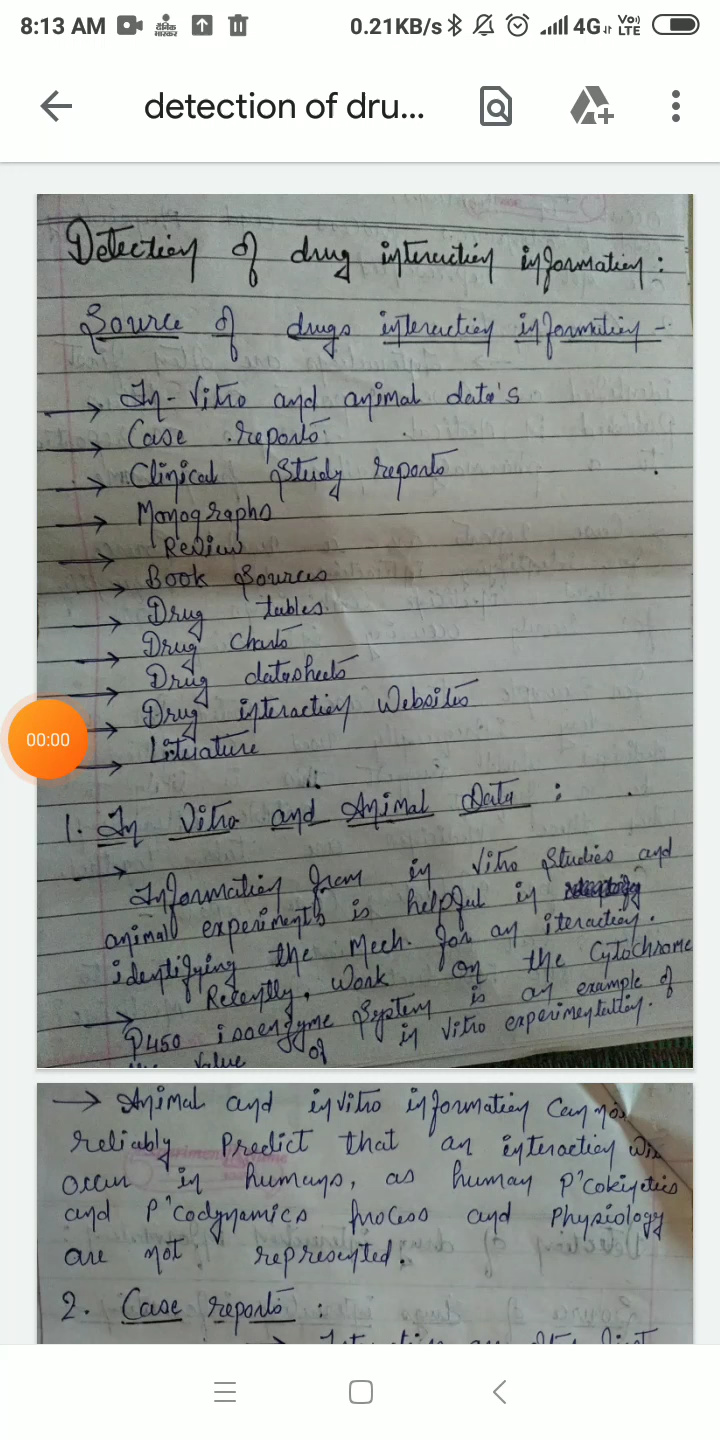 8:13 AM दैनिक भास्कर 0.21KB/s 4G Vo) LTE
detection of dru...
Detection of drug interaction information :
Source of drugs interaction information -
→ In-Vitro and animal data's
→ Case reports
→ Clinical Study reports
→ Monographs
→ Review
→ Book Sources
→ Drug tables
→ Drug Charts
→ Drug datasheets
→ Drug interaction Websites
→ Literature
00:00
1. In Vitro and Animal Data :
→ Information from in vitro Studies and
animal experiments is helpful in
identifying the Mech. for an iteraction.
→ Recently, Work on the Cytochrome
P450 isoenzyme System is an example of
value of in vitro experimentation.
→ Animal and invitro information Can not
reliably Predict that an interaction
occur in humans, as human P'cokinetics
and P'codynamics Process and Physiology
are not represented.
2. Case reports :